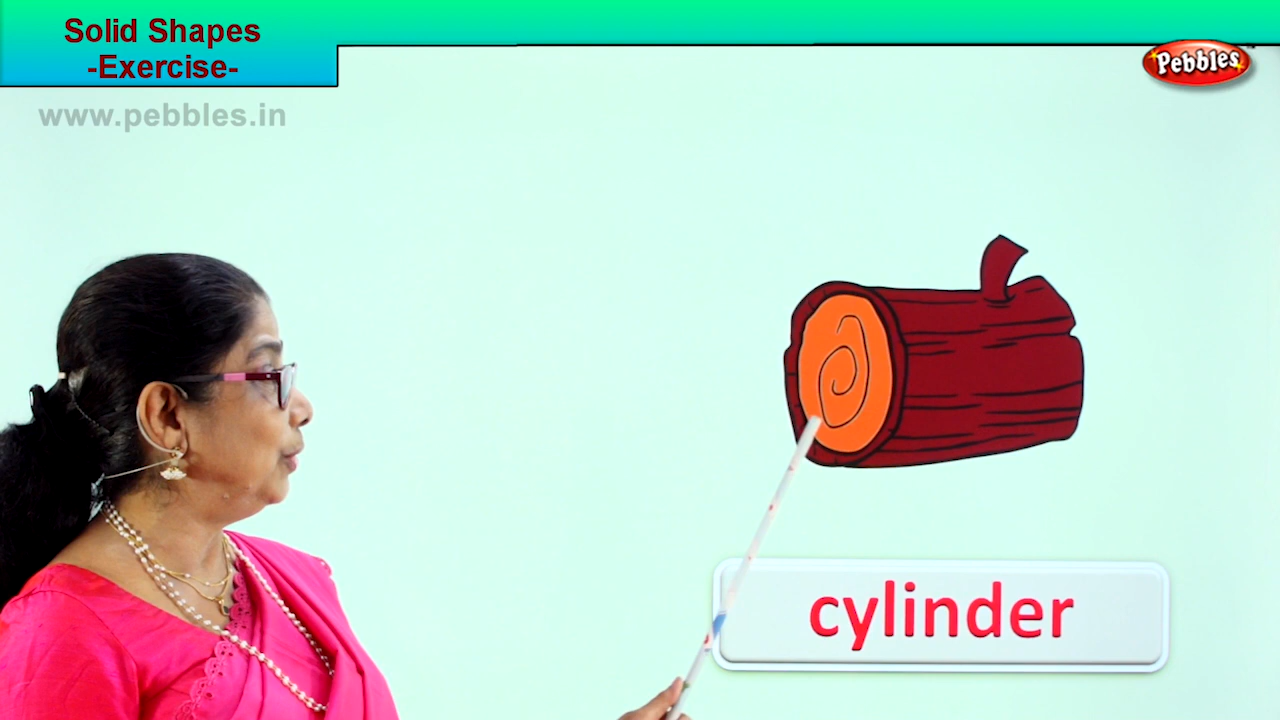 Solid Shapes
-Exercise-
Pebbles
www.pebbles.in
cylinder